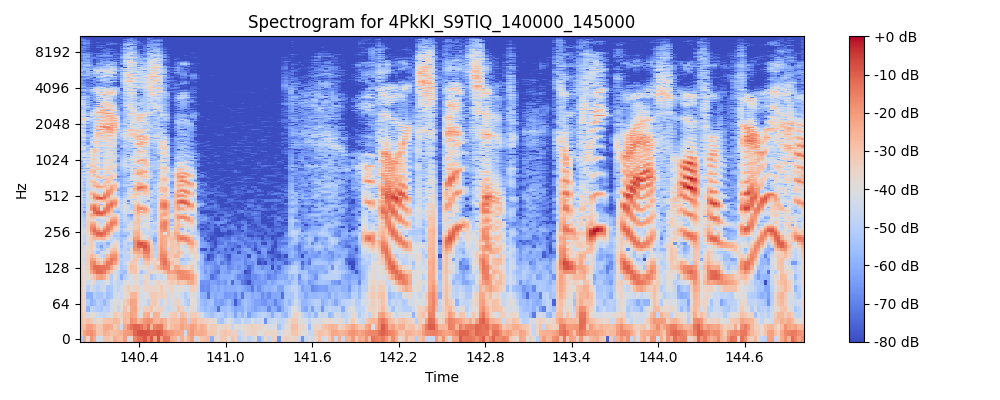 Spectrogram for 4PkKI_S9TIQ_140000_145000
Hz
8192
4096
2048
1024
512
256
128
64
0
140.4 141.0 141.6 142.2 142.8 143.4 144.0 144.6
Time
+0 dB
-10 dB
-20 dB
-30 dB
-40 dB
-50 dB
-60 dB
-70 dB
-80 dB